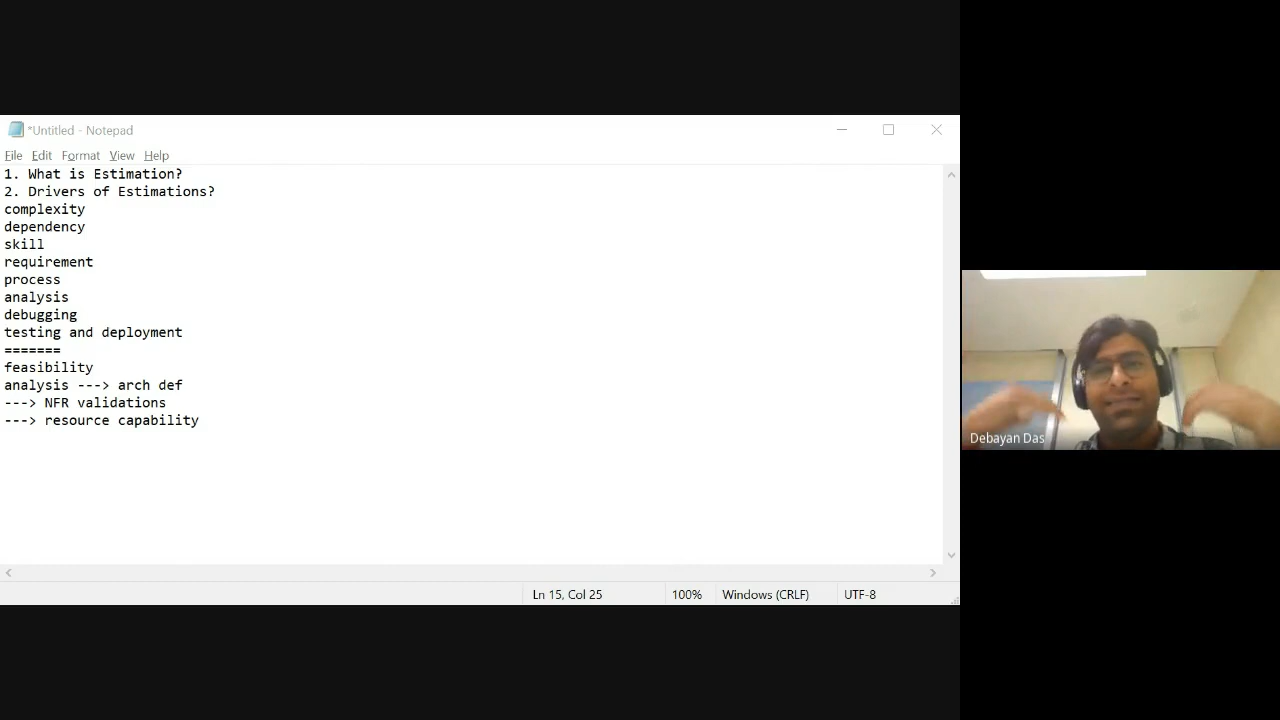 *Untitled - Notepad
File Edit Format View Help
1. What is Estimation?
2. Drivers of Estimations?
complexity
dependency
skill
requirement
process
analysis
debugging
testing and deployment
=======
feasibility
analysis ---> arch def
---> NFR validations
---> resource capability
Ln 15, Col 25 100% Windows (CRLF) UTF-8
Debayan Das